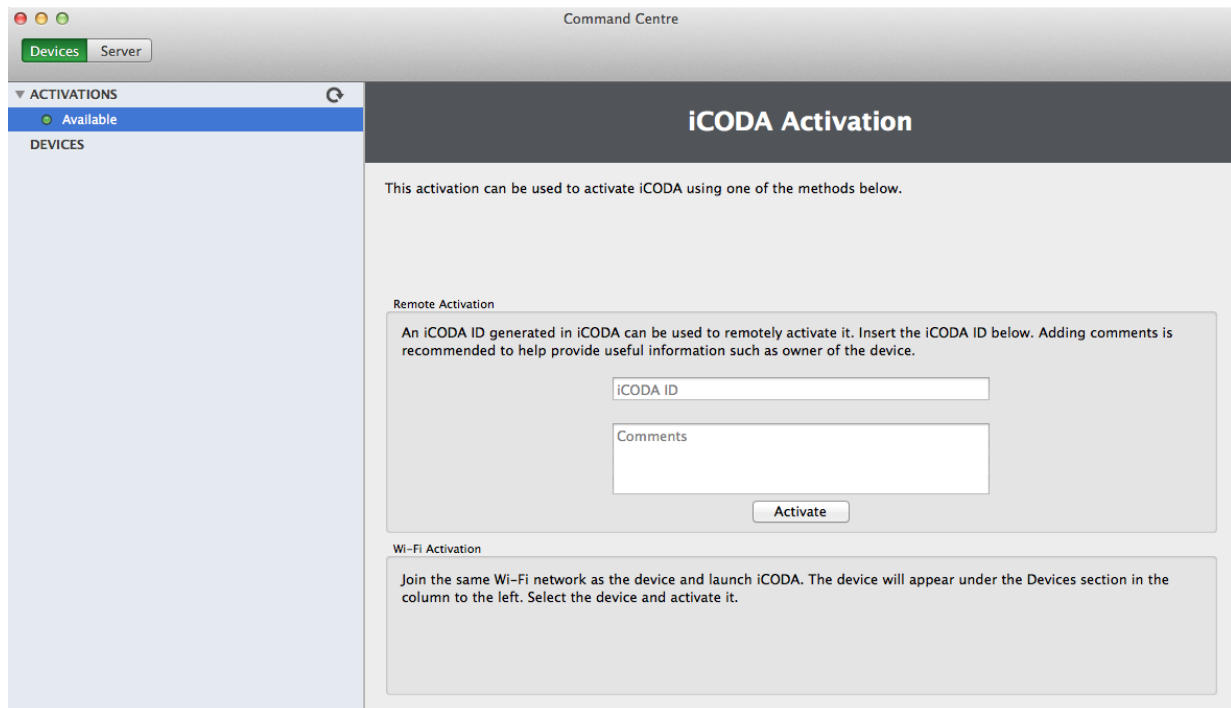 Command Centre
Devices Server
ACTIVATIONS
Available
DEVICES
iCODA Activation
This activation can be used to activate iCODA using one of the methods below.
Remote Activation
An iCODA ID generated in iCODA can be used to remotely activate it. Insert the iCODA ID below. Adding comments is
recommended to help provide useful information such as owner of the device.
iCODA ID
Comments
Activate
Wi-Fi Activation
Join the same Wi-Fi network as the device and launch iCODA. The device will appear under the Devices section in the
column to the left. Select the device and activate it.